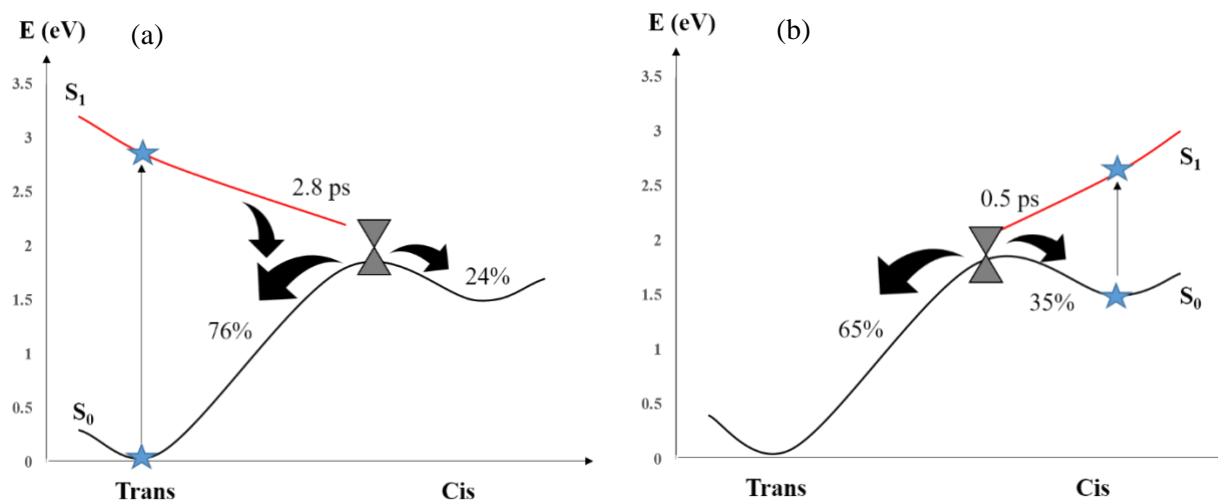 E (eV)
(a)
3.5
S₁
3
2.5
2.8 ps
2
24%
1.5
76%
1
0.5
S₀
0
Trans
Cis
E (eV)
(b)
3.5
3
S₁
2.5
0.5 ps
2
1.5
S₀
35%
65%
1
0.5
0
Trans
Cis